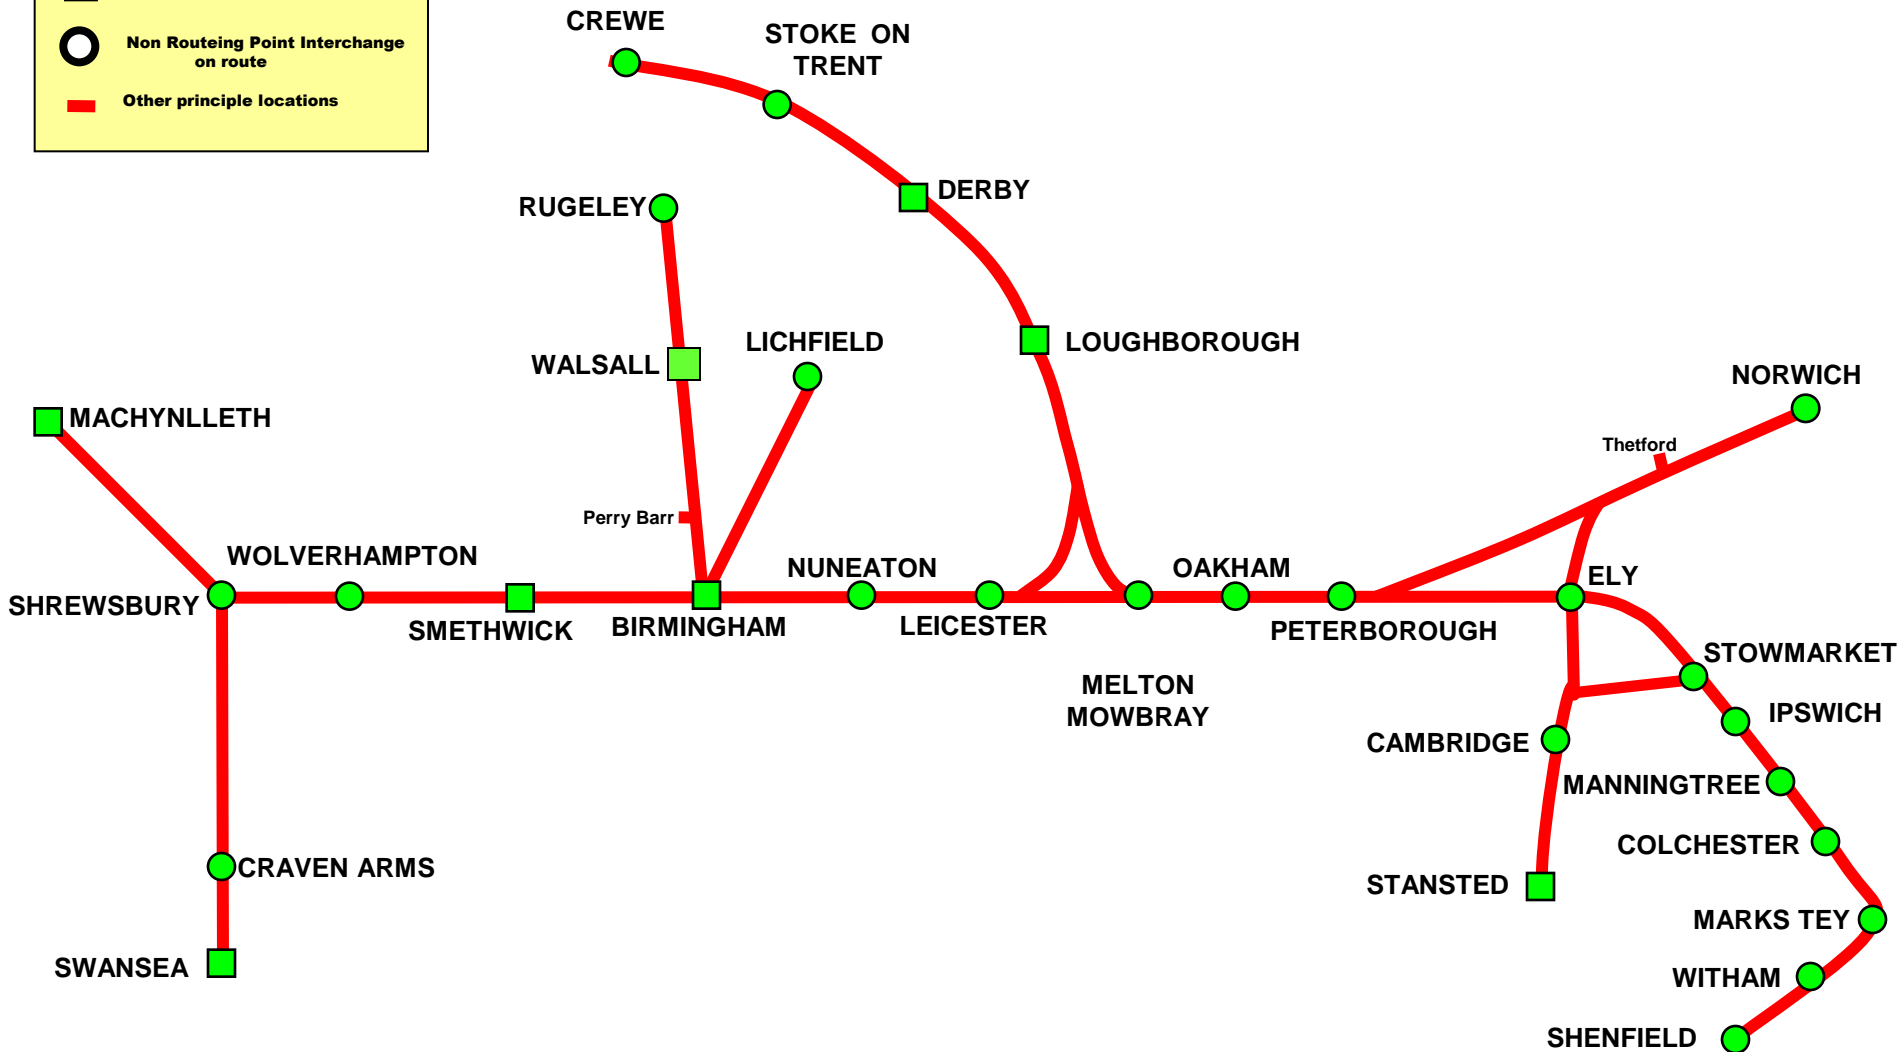 Non Routeing Point Interchange
on route
Other principle locations
CREWE
STOKE ON
TRENT
DERBY
RUGELEY
WALSALL
LICHFIELD
LOUGHBOROUGH
NORWICH
Thetford
MACHYNLLETH
Perry Barr
WOLVERHAMPTON
NUNEATON
OAKHAM
ELY
SHREWSBURY
SMETHWICK
BIRMINGHAM
LEICESTER
PETERBOROUGH
STOWMARKET
MELTON
MOWBRAY
IPSWICH
CAMBRIDGE
MANNINGTREE
COLCHESTER
CRAVEN ARMS
STANSTED
MARKS TEY
SWANSEA
WITHAM
SHENFIELD